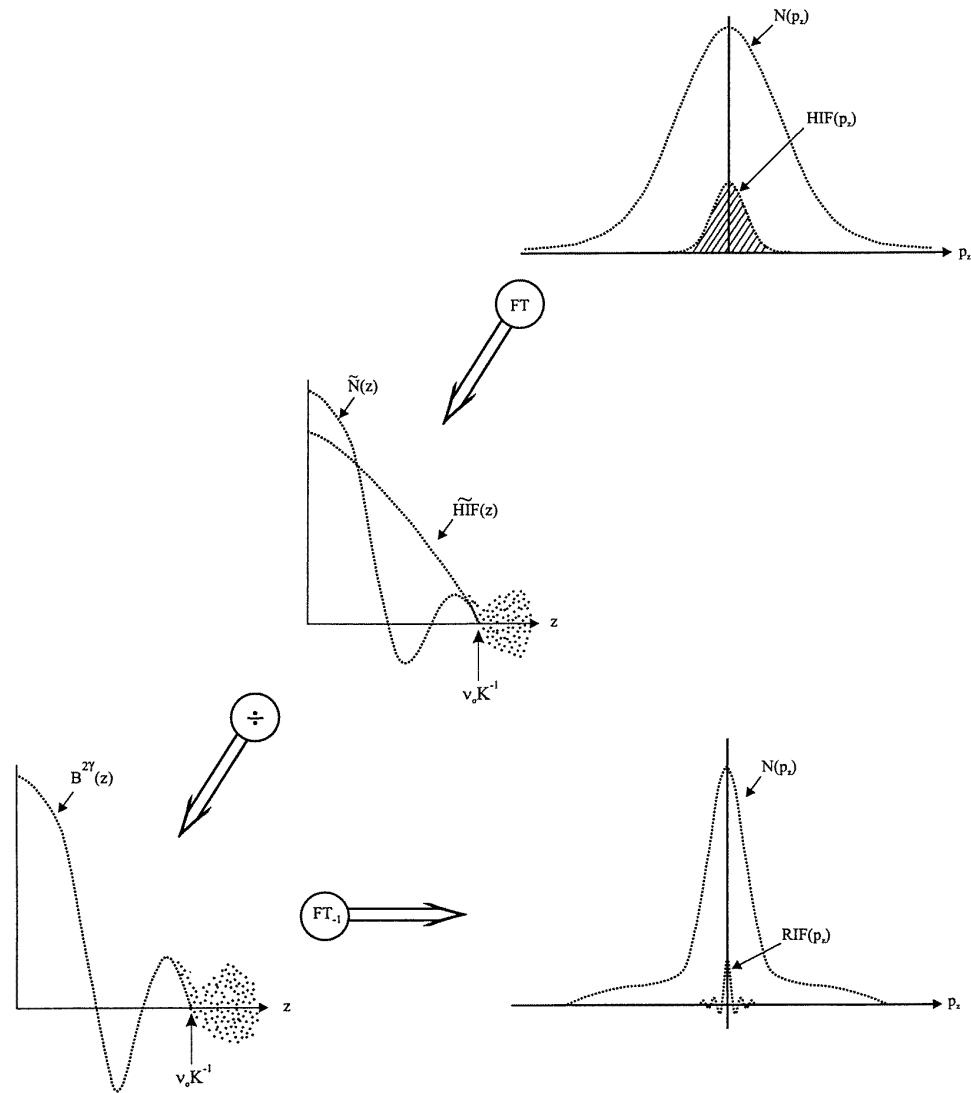 N(p_z)
HIF(p_z)
p_z
FT
Ñ(z)
H͠IF(z)
z
ν_oK^-1
÷
B^2γ(z)
z
ν_oK^-1
FT_-1
N(p_z)
RIF(p_z)
p_z